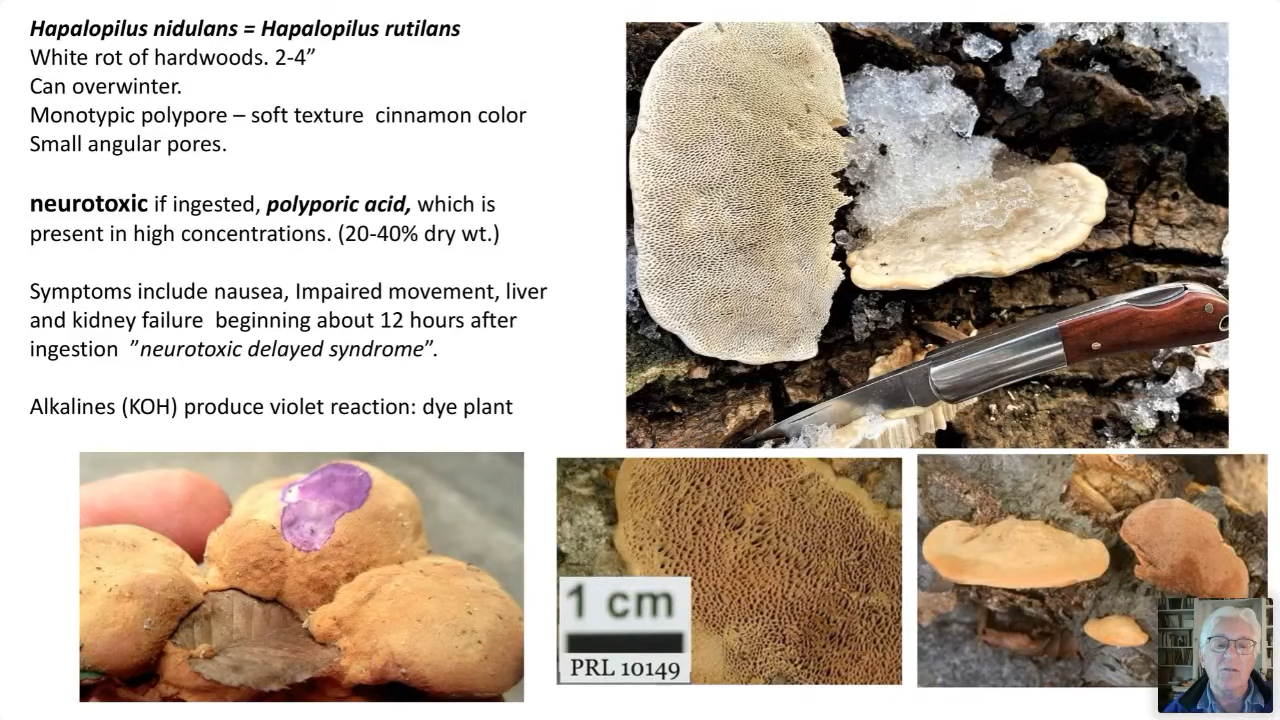 Hapalopilus nidulans = Hapalopilus rutilans
White rot of hardwoods. 2-4”
Can overwinter.
Monotypic polypore – soft texture  cinnamon color
Small angular pores.
neurotoxic if ingested, polyporic acid, which is
present in high concentrations. (20-40% dry wt.)
Symptoms include nausea, Impaired movement, liver
and kidney failure  beginning about 12 hours after
ingestion  ”neurotoxic delayed syndrome”.
Alkalines (KOH) produce violet reaction: dye plant
1 cm
PRL 10149